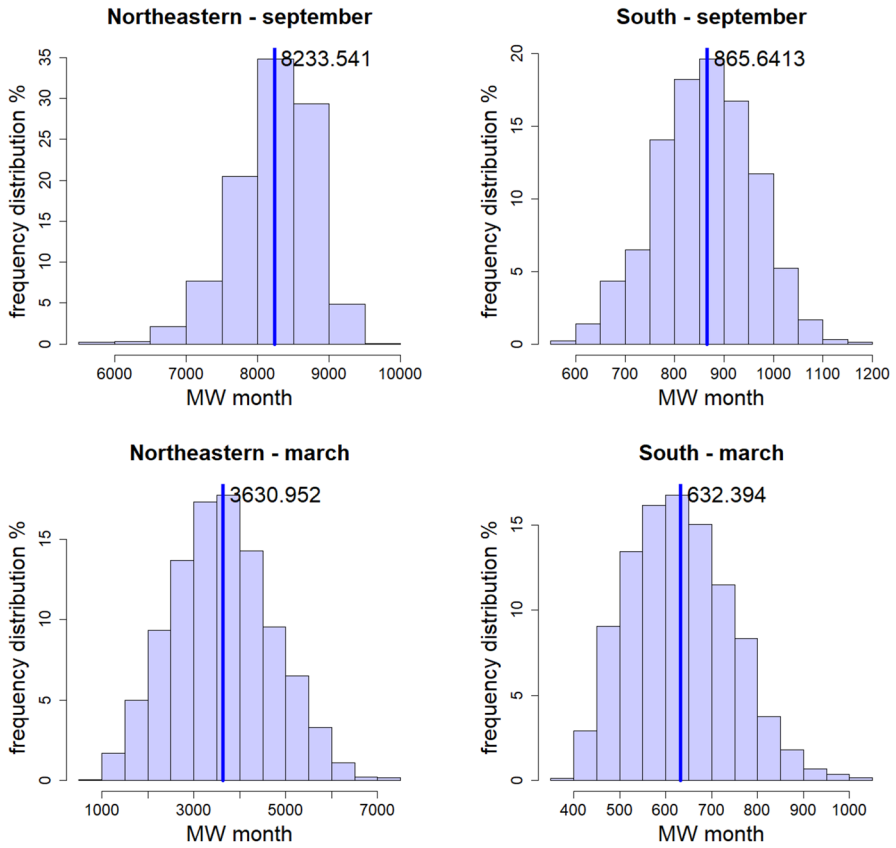 Northeastern - september
8233.541
frequency distribution %
0 5 10 15 20 25 30 35
6000 7000 8000 9000 10000
MW month
South - september
865.6413
frequency distribution %
0 5 10 15 20
600 700 800 900 1000 1100 1200
MW month
Northeastern - march
3630.952
frequency distribution %
0 5 10 15
1000 3000 5000 7000
MW month
South - march
632.394
frequency distribution %
0 5 10 15
400 500 600 700 800 900 1000
MW month